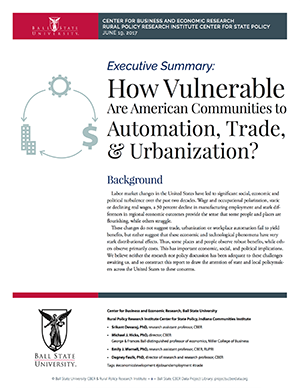 BALL STATE
UNIVERSITY.
CENTER FOR BUSINESS AND ECONOMIC RESEARCH
RURAL POLICY RESEARCH INSTITUTE CENTER FOR STATE POLICY
JUNE 19, 2017
Executive Summary:
How Vulnerable
Are American Communities to
Automation, Trade,
& Urbanization?
Background
Labor market changes in the United States have led to significant social, economic and
political turbulence over the past two decades. Wage and occupational polarization, static
or declining real wages, a 30 percent decline in manufacturing employment and stark dif-
ferences in regional economic outcomes provide the sense that some people and places are
flourishing, while others struggle.
These changes do not suggest trade, urbanization or workplace automation fail to yield
benefits, but rather suggest that these economic and technological phenomena have very
stark distributional effects. Thus, some places and people observe robust benefits, while oth-
ers observe primarily costs. This has important economic, social, and political implications.
We believe neither the research nor policy discussion has been adequate to these challenges
awaiting us, and so construct this report to draw the attention of state and local policymak-
ers across the United States to these concerns.
BALL STATE
UNIVERSITY.
Center for Business and Economic Research, Ball State University
Rural Policy Research Institute Center for State Policy, Indiana Communities Institute
• Srikant Devaraj, PhD, research assistant professor, CBER
• Michael J. Hicks, PhD, director, CBER
George & Frances Ball distinguished professor of economics, Miller College of Business
• Emily J. Wornell, PhD, research assistant professor, CBER, RUPRI
• Dagney Faulk, PhD, director of research and research professor, CBER